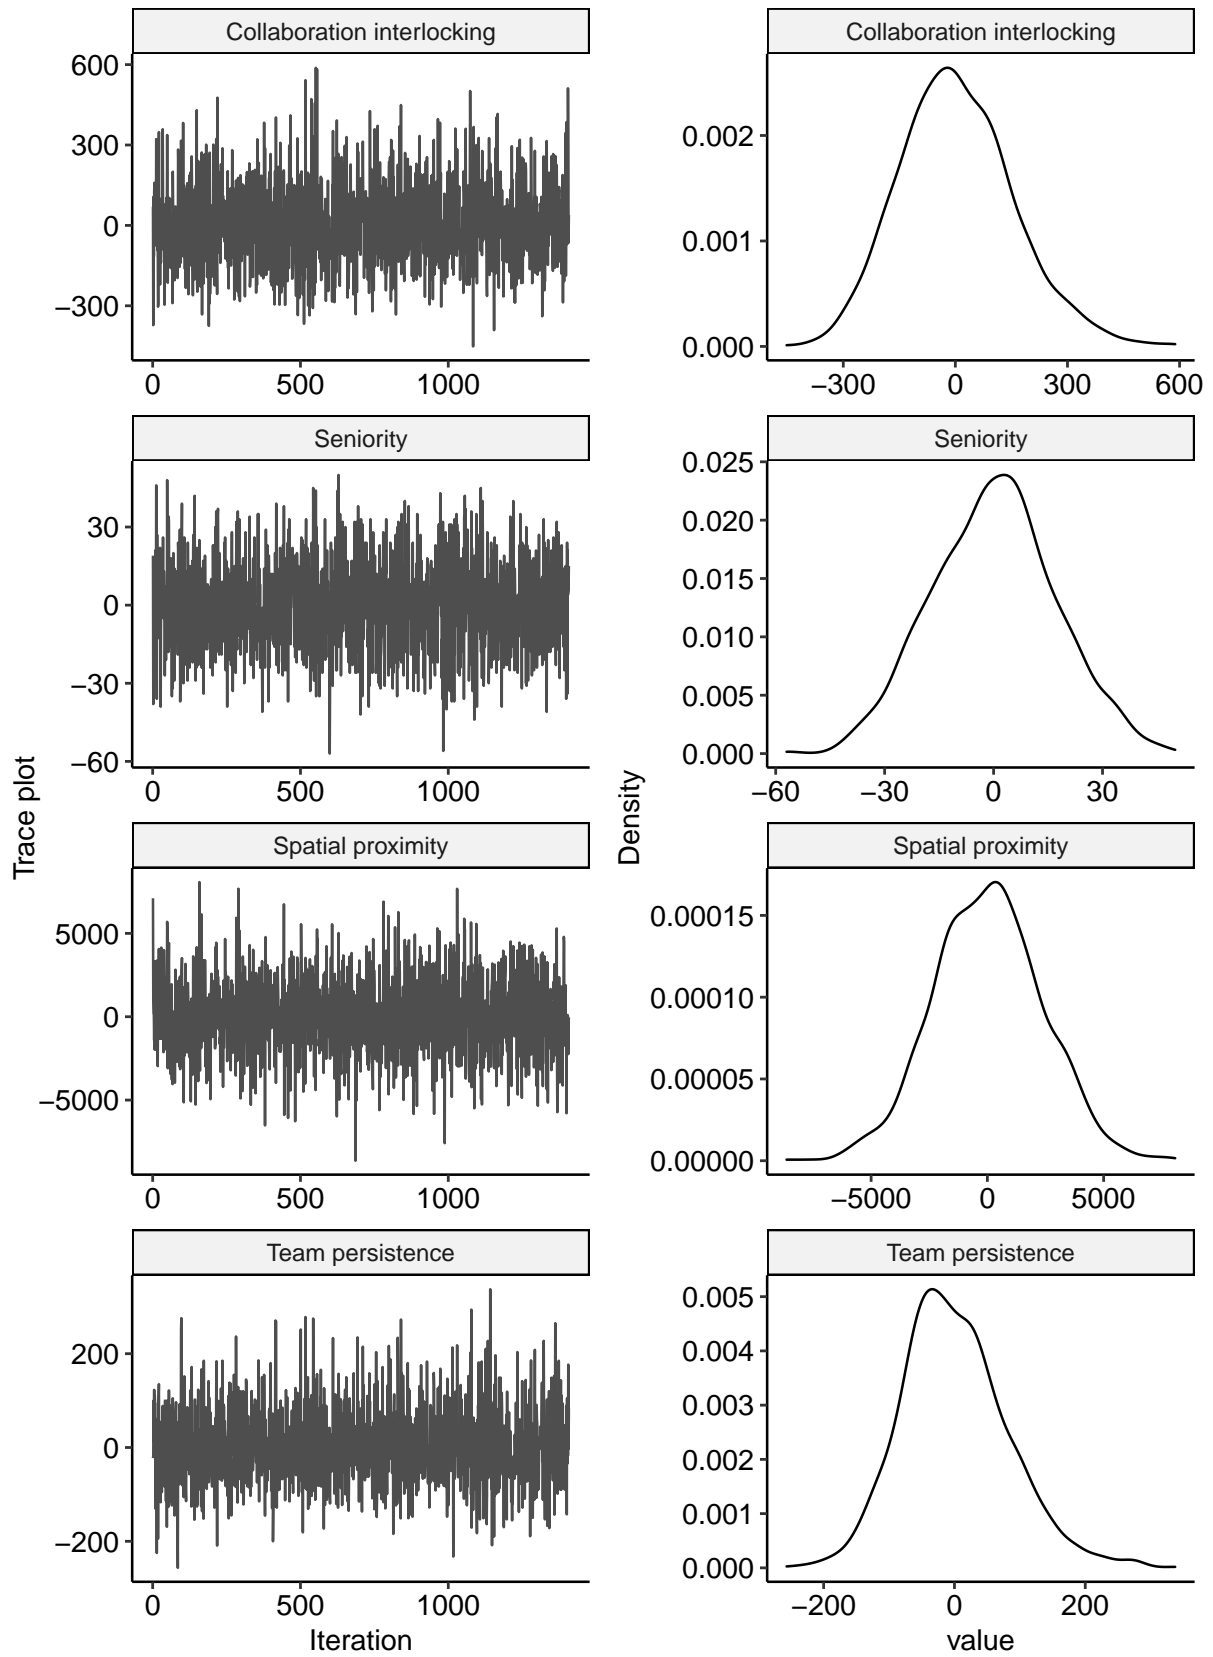 Collaboration interlocking
600
300
0
−300
0 500 1000
Collaboration interlocking
0.002
0.001
0.000
−300 0 300 600
Seniority
30
0
−30
−60
0 500 1000
Seniority
0.025
0.020
0.015
0.010
0.005
0.000
−60 −30 0 30
Trace plot
Density
Spatial proximity
5000
0
−5000
0 500 1000
Spatial proximity
0.00015
0.00010
0.00005
0.00000
−5000 0 5000
Team persistence
200
0
−200
0 500 1000
Iteration
Team persistence
0.005
0.004
0.003
0.002
0.001
0.000
−200 0 200
value